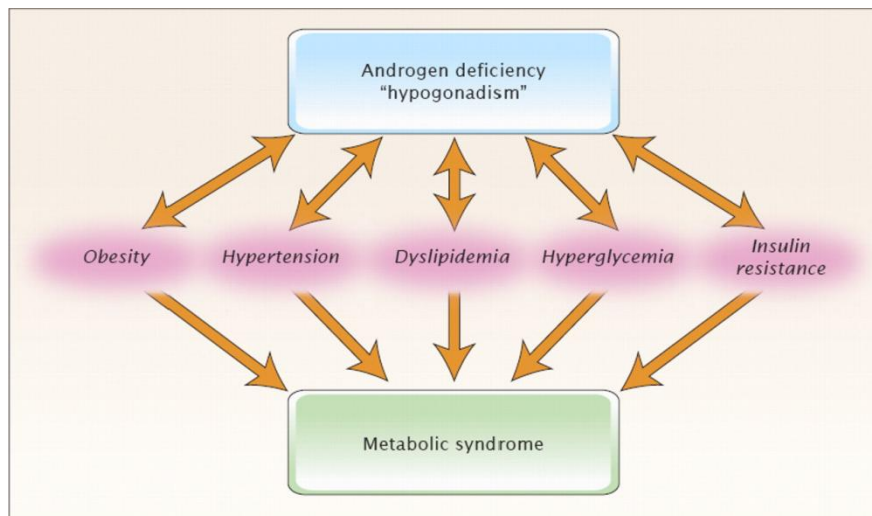 Androgen deficiency
“hypogonadism”
Obesity
Hypertension
Dyslipidemia
Hyperglycemia
Insulin
resistance
Metabolic syndrome